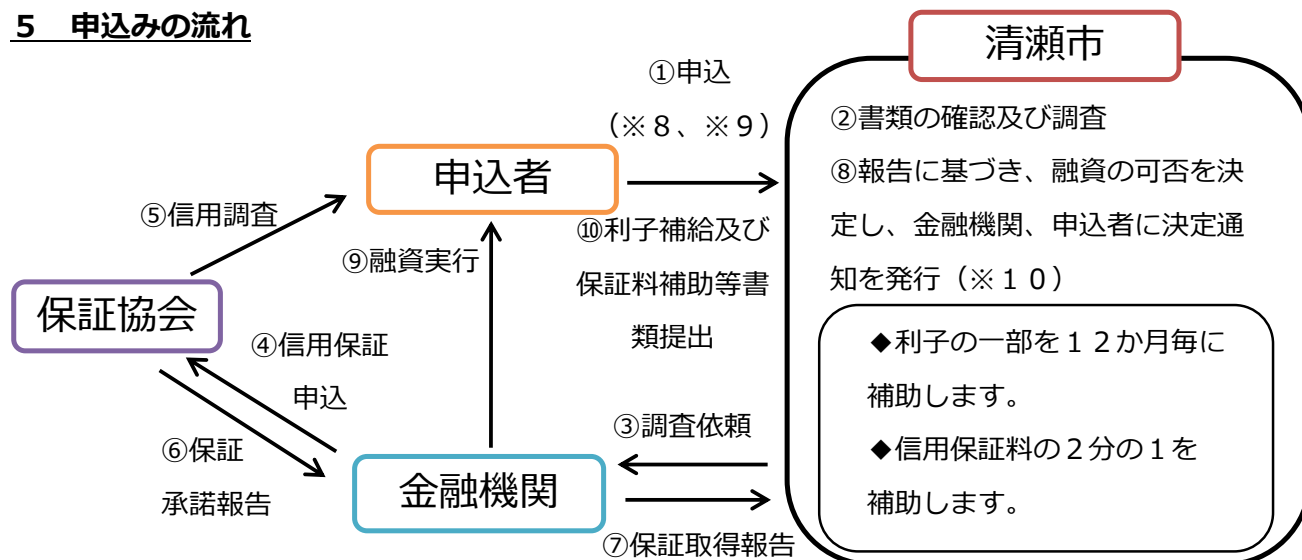 5　申込みの流れ
清瀬市
①申込
（※８、※９）
②書類の確認及び調査
⑧報告に基づき、融資の可否を決
定し、金融機関、申込者に決定通
知を発行（※１０）
申込者
⑤信用調査
⑨融資実行
⑩利子補給及び
保証料補助等書
類提出
保証協会
④信用保証
申込
◆利子の一部を１２か月毎に
補助します。
◆信用保証料の２分の１を
補助します。
③調査依頼
⑥保証
承諾報告
金融機関
⑦保証取得報告